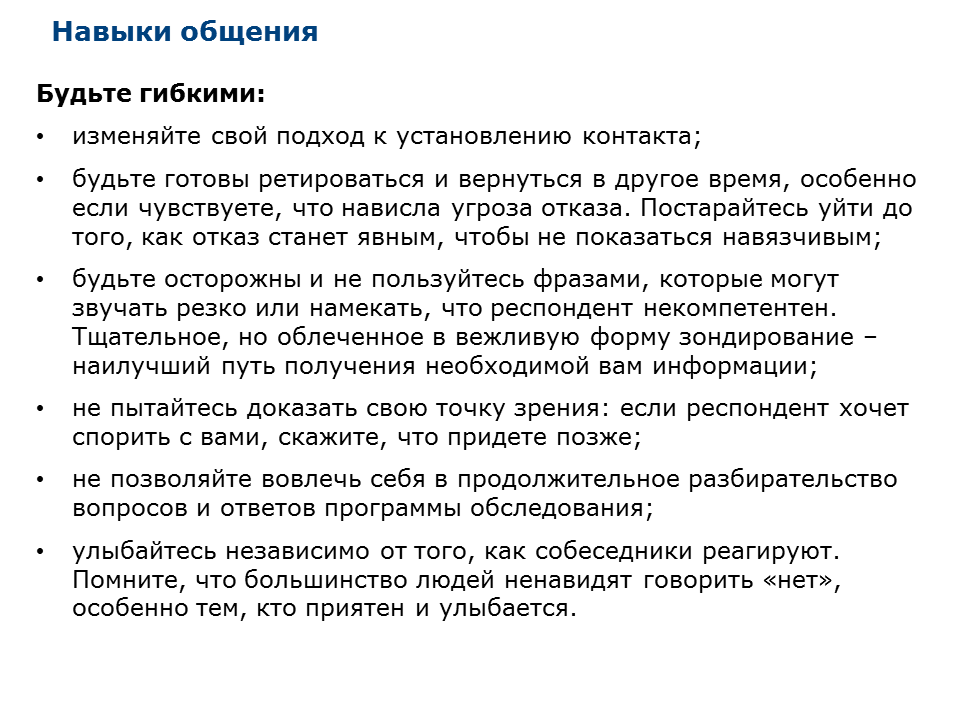 Навыки общения
Будьте гибкими:
• изменяйте свой подход к установлению контакта;
• будьте готовы ретироваться и вернуться в другое время, особенно
если чувствуете, что нависла угроза отказа. Постарайтесь уйти до
того, как отказ станет явным, чтобы не показаться навязчивым;
• будьте осторожны и не пользуйтесь фразами, которые могут
звучать резко или намекать, что респондент некомпетентен.
Тщательное, но облеченное в вежливую форму зондирование –
наилучший путь получения необходимой вам информации;
• не пытайтесь доказать свою точку зрения: если респондент хочет
спорить с вами, скажите, что придете позже;
• не позволяйте вовлечь себя в продолжительное разбирательство
вопросов и ответов программы обследования;
• улыбайтесь независимо от того, как собеседники реагируют.
Помните, что большинство людей ненавидят говорить «нет»,
особенно тем, кто приятен и улыбается.